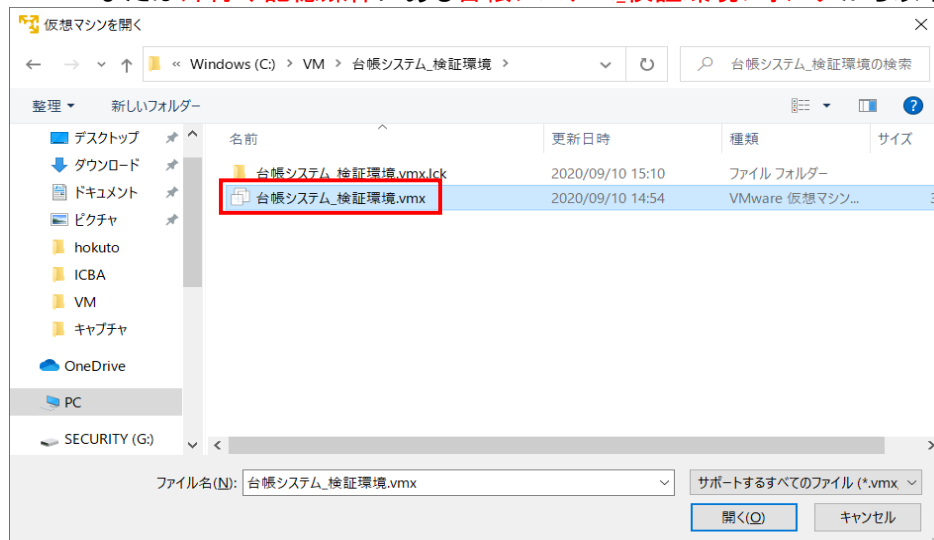 仮想マシンを開く
« Windows (C:) > VM > 台帳システム_検証環境 >
台帳システム_検証環境の検索
整理 新しいフォルダー
名前 更新日時 種類 サイズ
デスクトップ
ダウンロード
ドキュメント
ピクチャ
hokuto
ICBA
VM
キャプチャ
OneDrive
PC
SECURITY (G:)
台帳システム_検証環境.vmx.lck 2020/09/10 15:10 ファイル フォルダー
台帳システム_検証環境.vmx 2020/09/10 14:54 VMware 仮想マシン...
ファイル名(N): 台帳システム_検証環境.vmx サポートするすべてのファイル (*.vmx,
開く(O) キャンセル